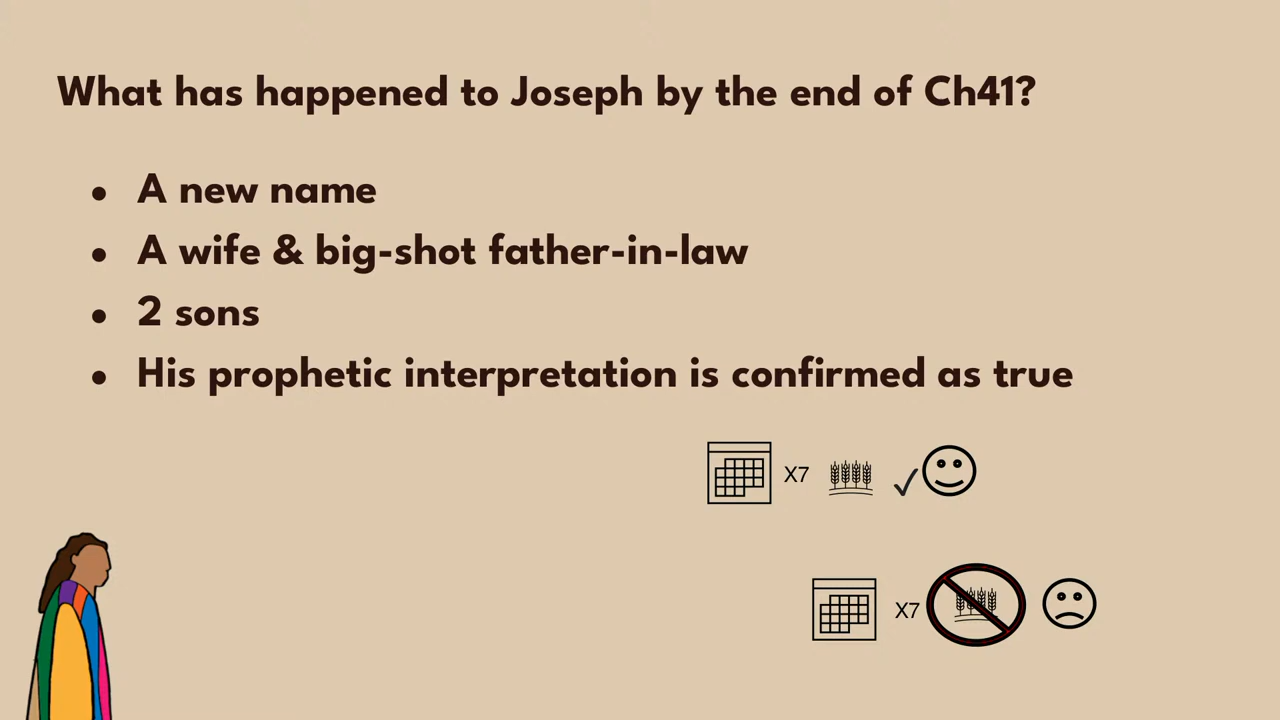 What has happened to Joseph by the end of Ch41?
• A new name
• A wife & big-shot father-in-law
• 2 sons
• His prophetic interpretation is confirmed as true
X7
X7